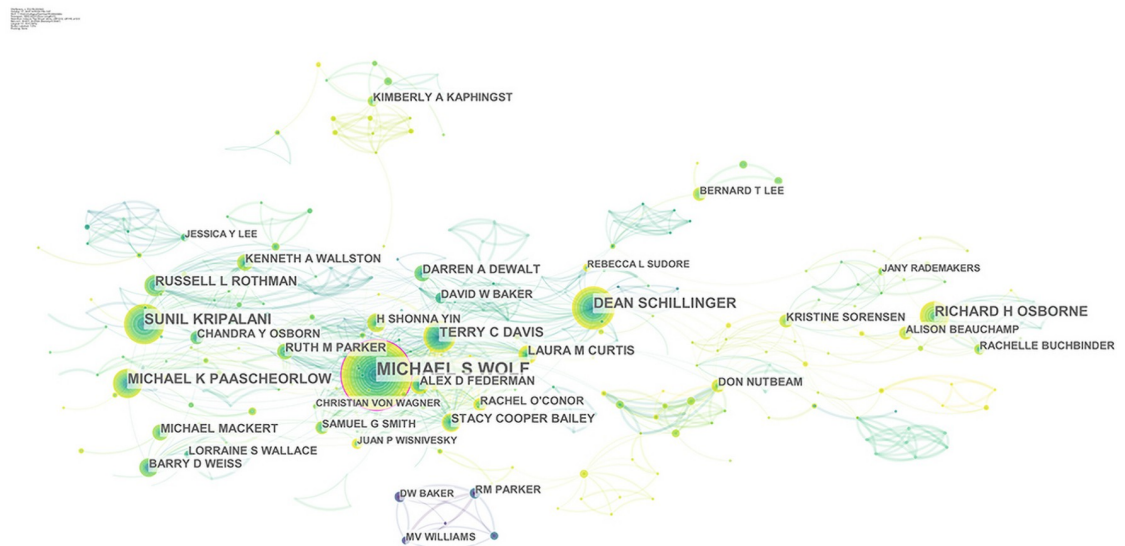 KIMBERLY A KAPHINGST
BERNARD T LEE
JESSICA Y LEE
KENNETH A WALLSTON
DARREN A DEWALT
REBECCA L SUDORE
JANY RADEMAKERS
RUSSELL L ROTHMAN
DAVID W BAKER
DEAN SCHILLINGER
RICHARD H OSBORNE
SUNIL KRIPALANI
H SHONNA YIN
KRISTINE SORENSEN
CHANDRA Y OSBORN
TERRY C DAVIS
ALISON BEAUCHAMP
RUTH M PARKER
LAURA M CURTIS
RACHELLE BUCHBINDER
MICHAEL S WOLF
MICHAEL K PAASCHEORLOW
ALEX D FEDERMAN
DON NUTBEAM
CHRISTIAN VON WAGNER
RACHEL O'CONOR
STACY COOPER BAILEY
SAMUEL G SMITH
MICHAEL MACKERT
JUAN P WISNIVESKY
LORRAINE S WALLACE
BARRY D WEISS
DW BAKER
RM PARKER
MV WILLIAMS